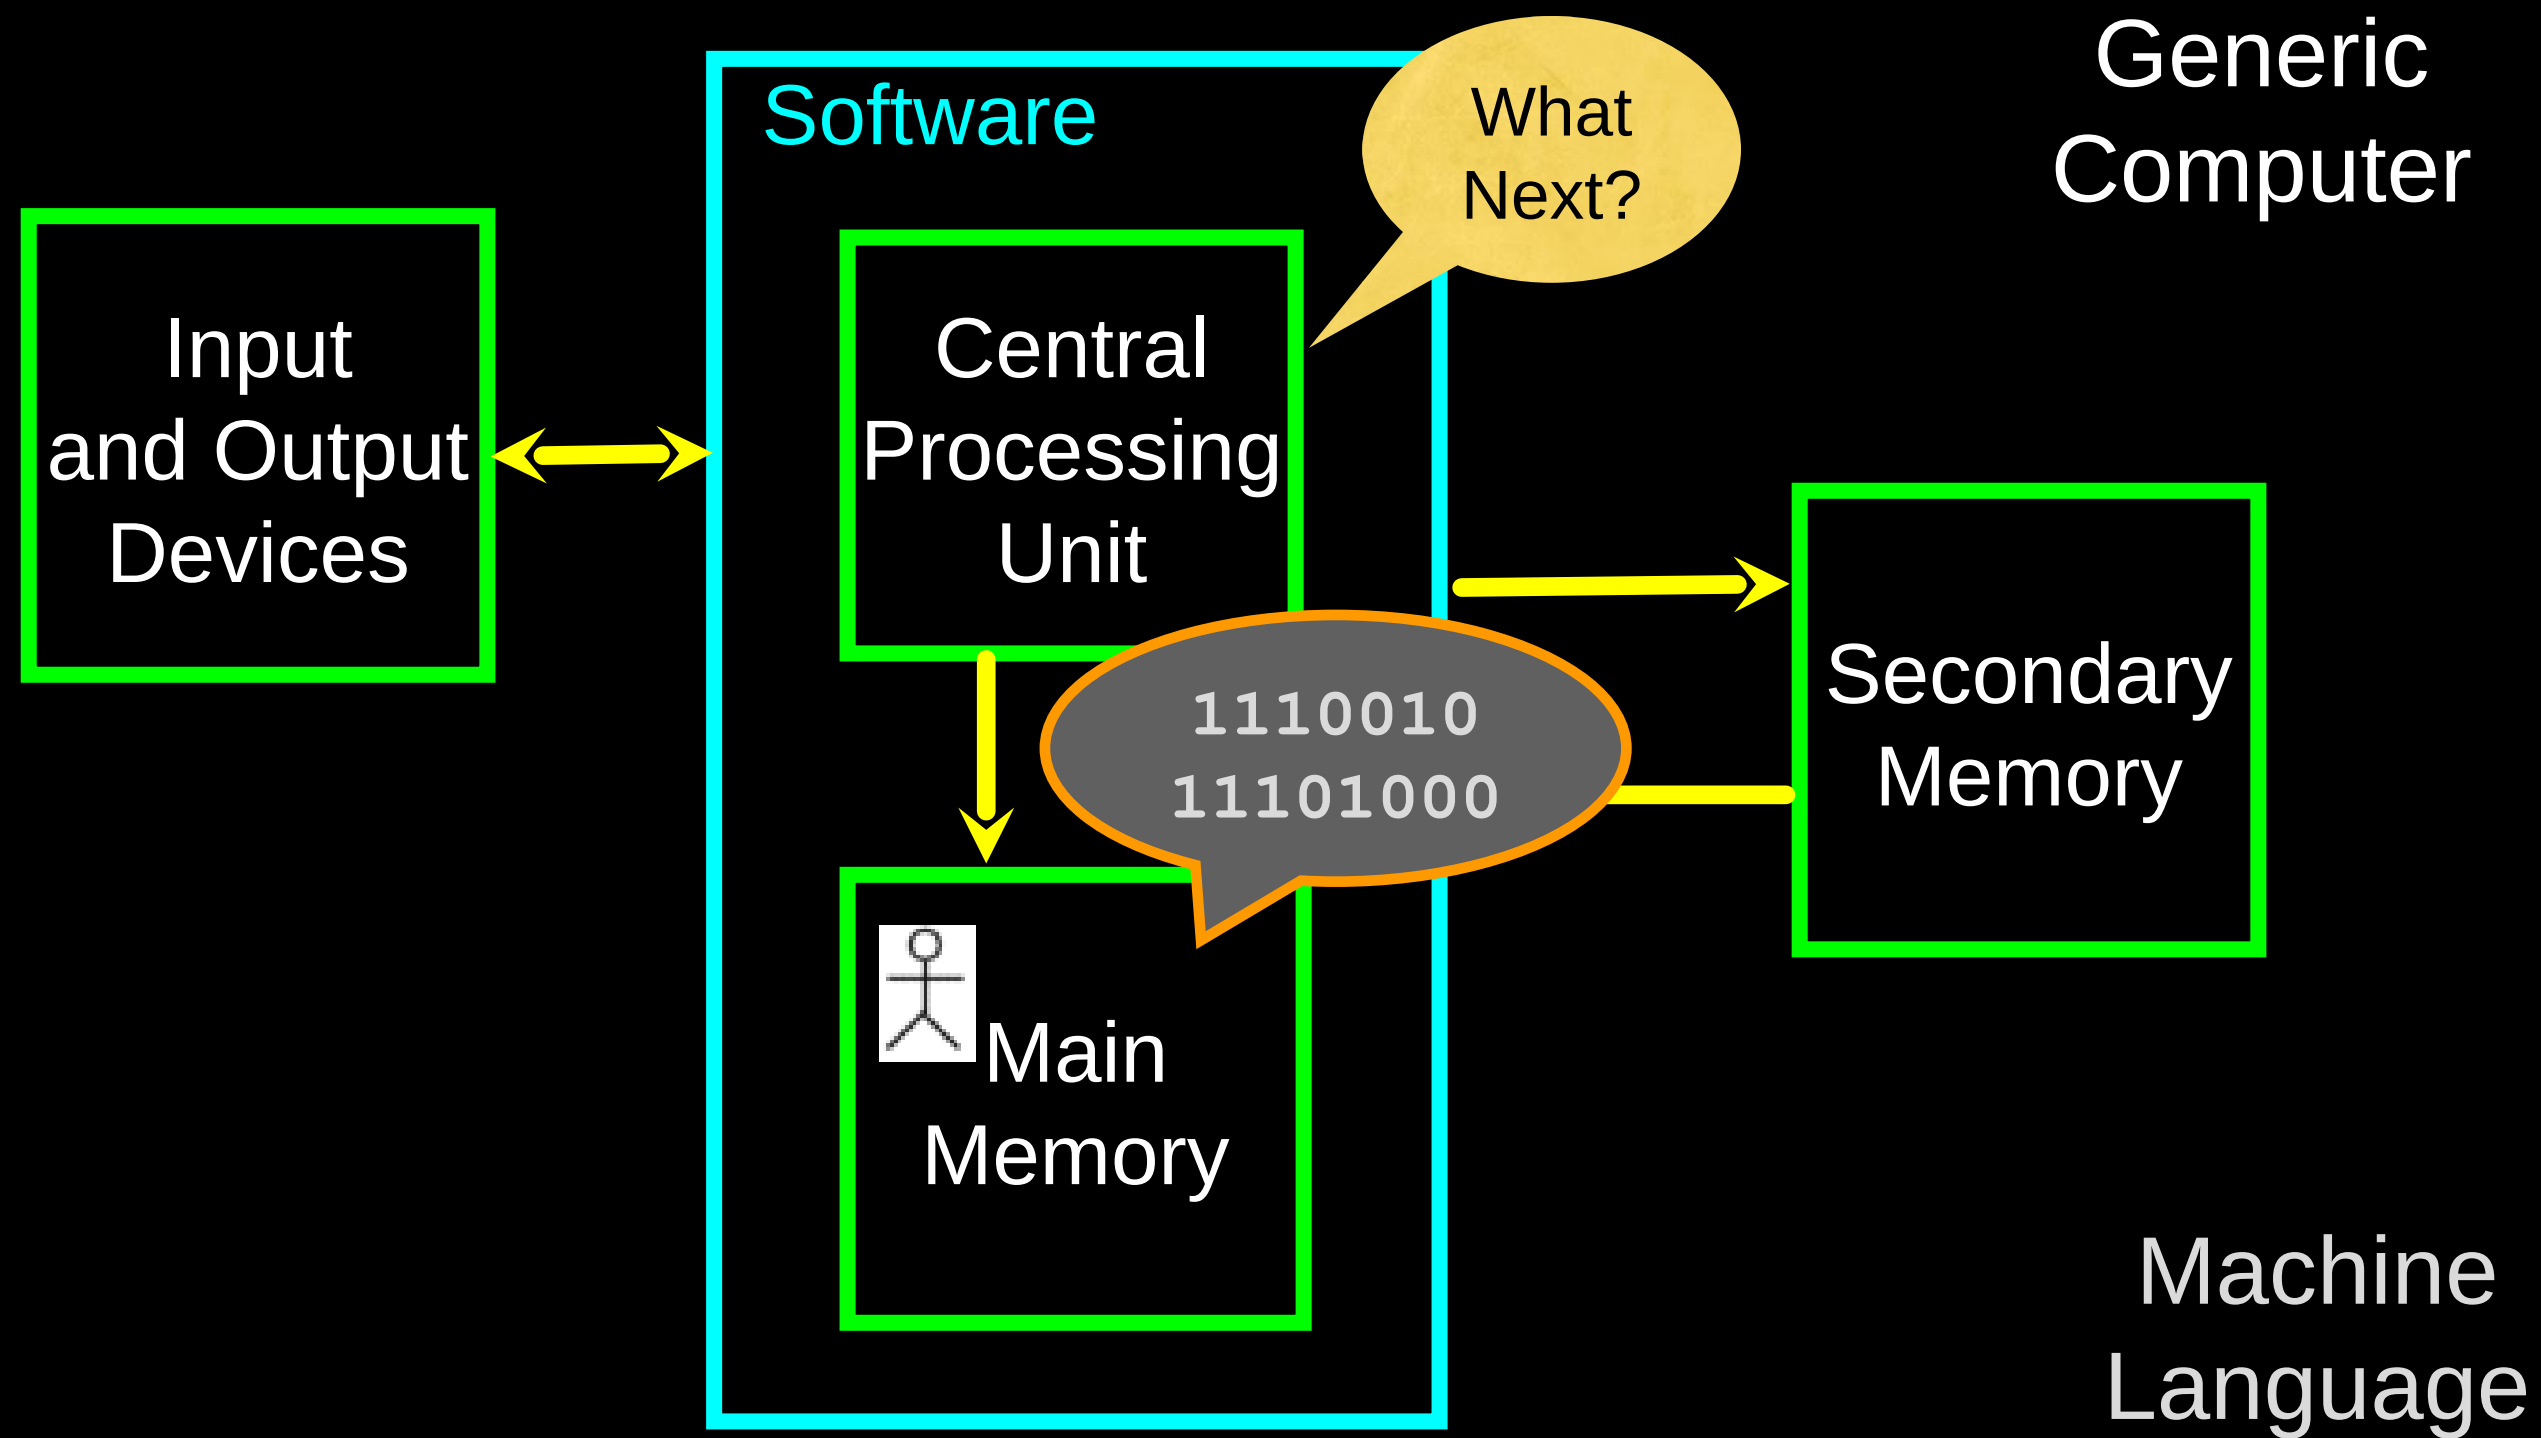 Generic
Computer
Software
What
Next?
Input
and Output
Devices
Central
Processing
Unit
1110010
11101000
Secondary
Memory
Main
Memory
Machine
Language